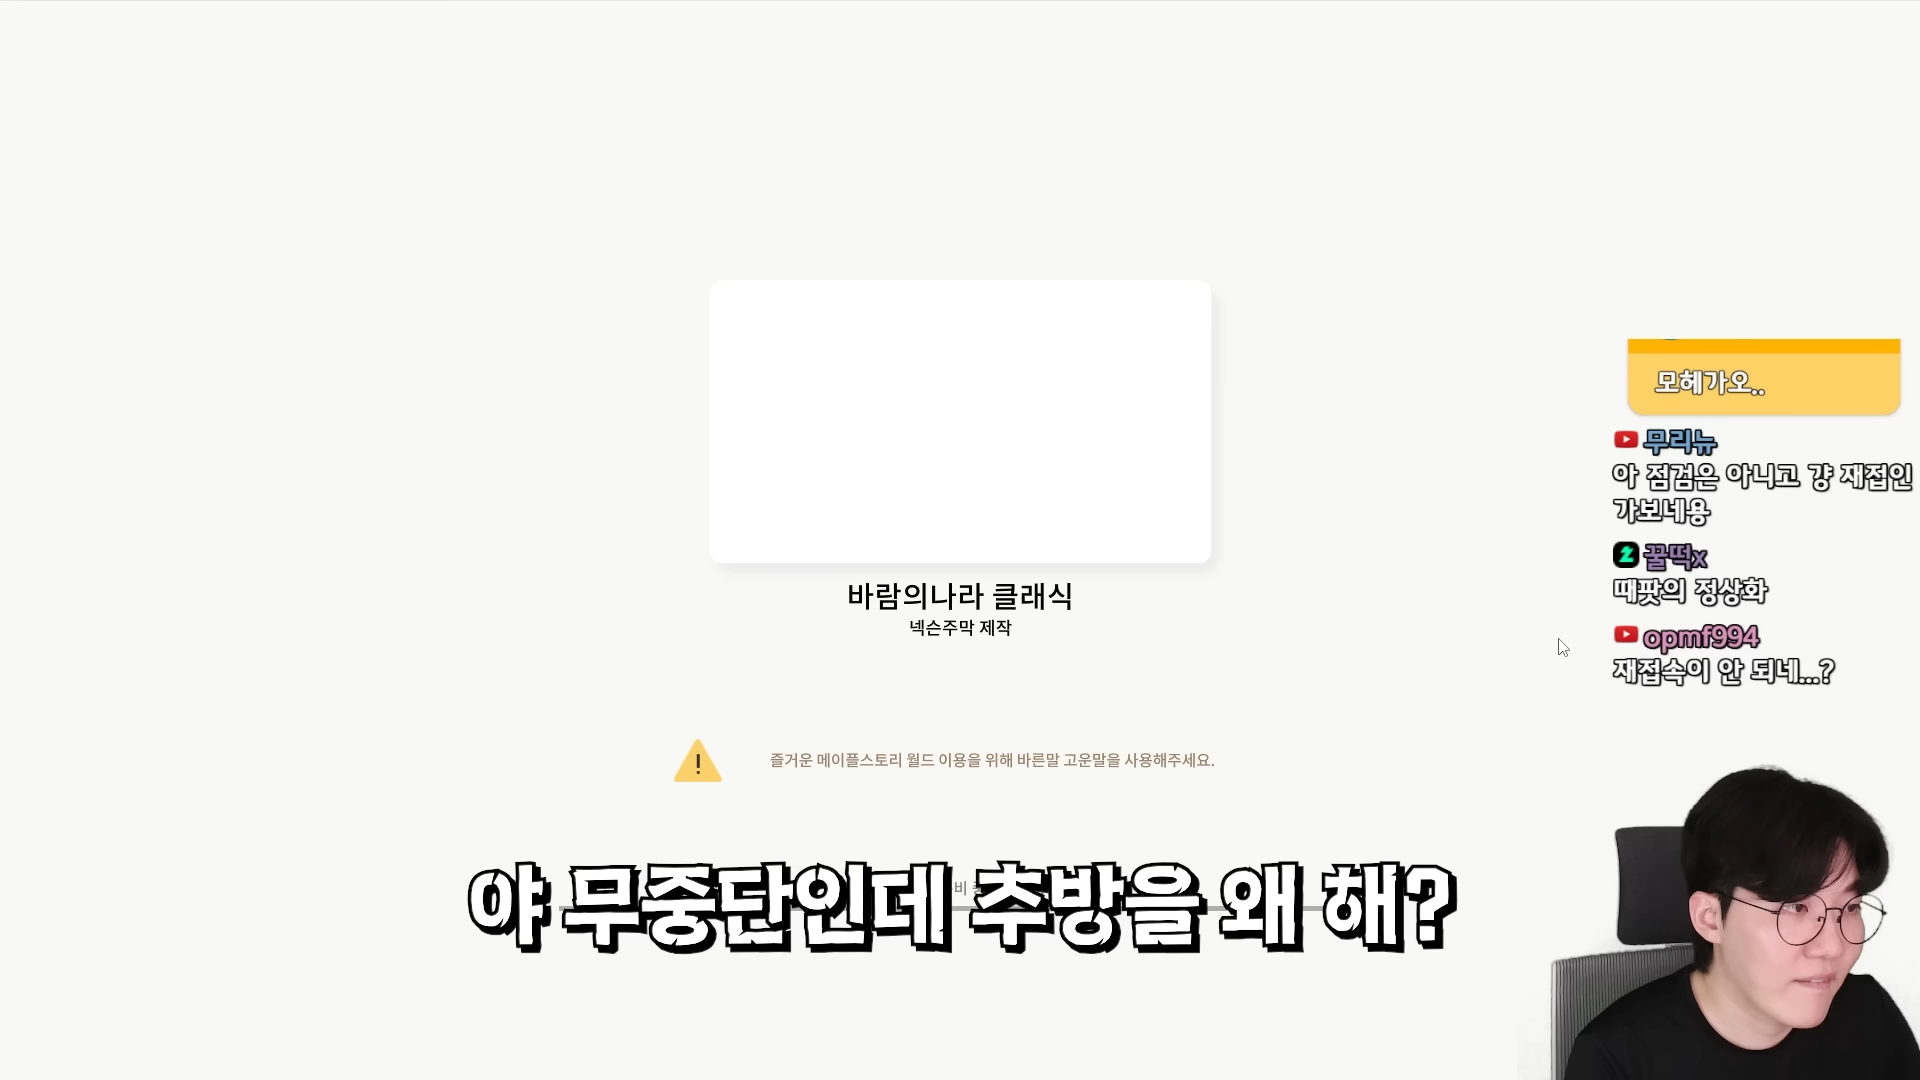 바람의나라 클래식
넥슨주막 제작
즐거운 메이플스토리 월드 이용을 위해 바른말 고운말을 사용해주세요.
야 무중단인데 추방을 왜 해?
모헤가오..
무리뉴
아 점검은 아니고 걍 재접인
가보네용
꿀떡x
때팟의 정상화
opmf994
재접속이 안 되네...?